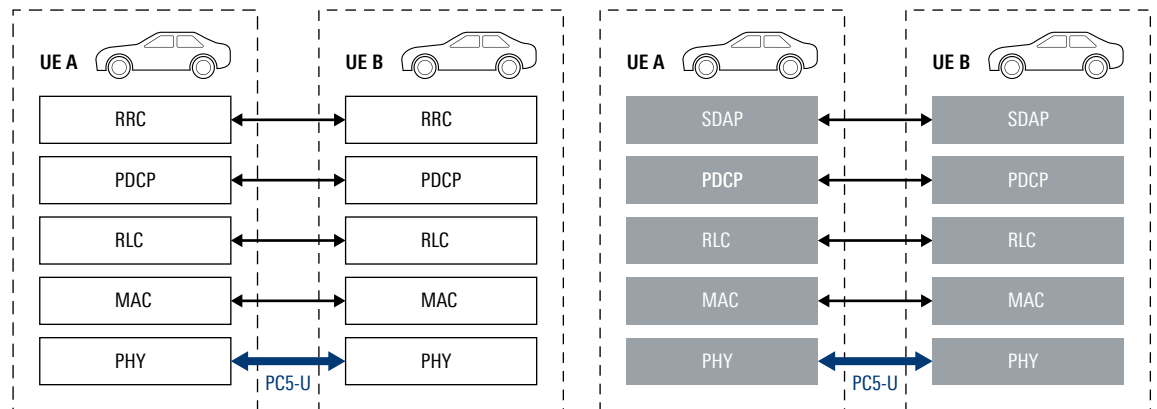 UE A UE B UE A UE B
RRC RRC SDAP SDAP
PDCP PDCP PDCP PDCP
RLC RLC RLC RLC
MAC MAC MAC MAC
PHY PHY PHY PHY
PC5-U PC5-U